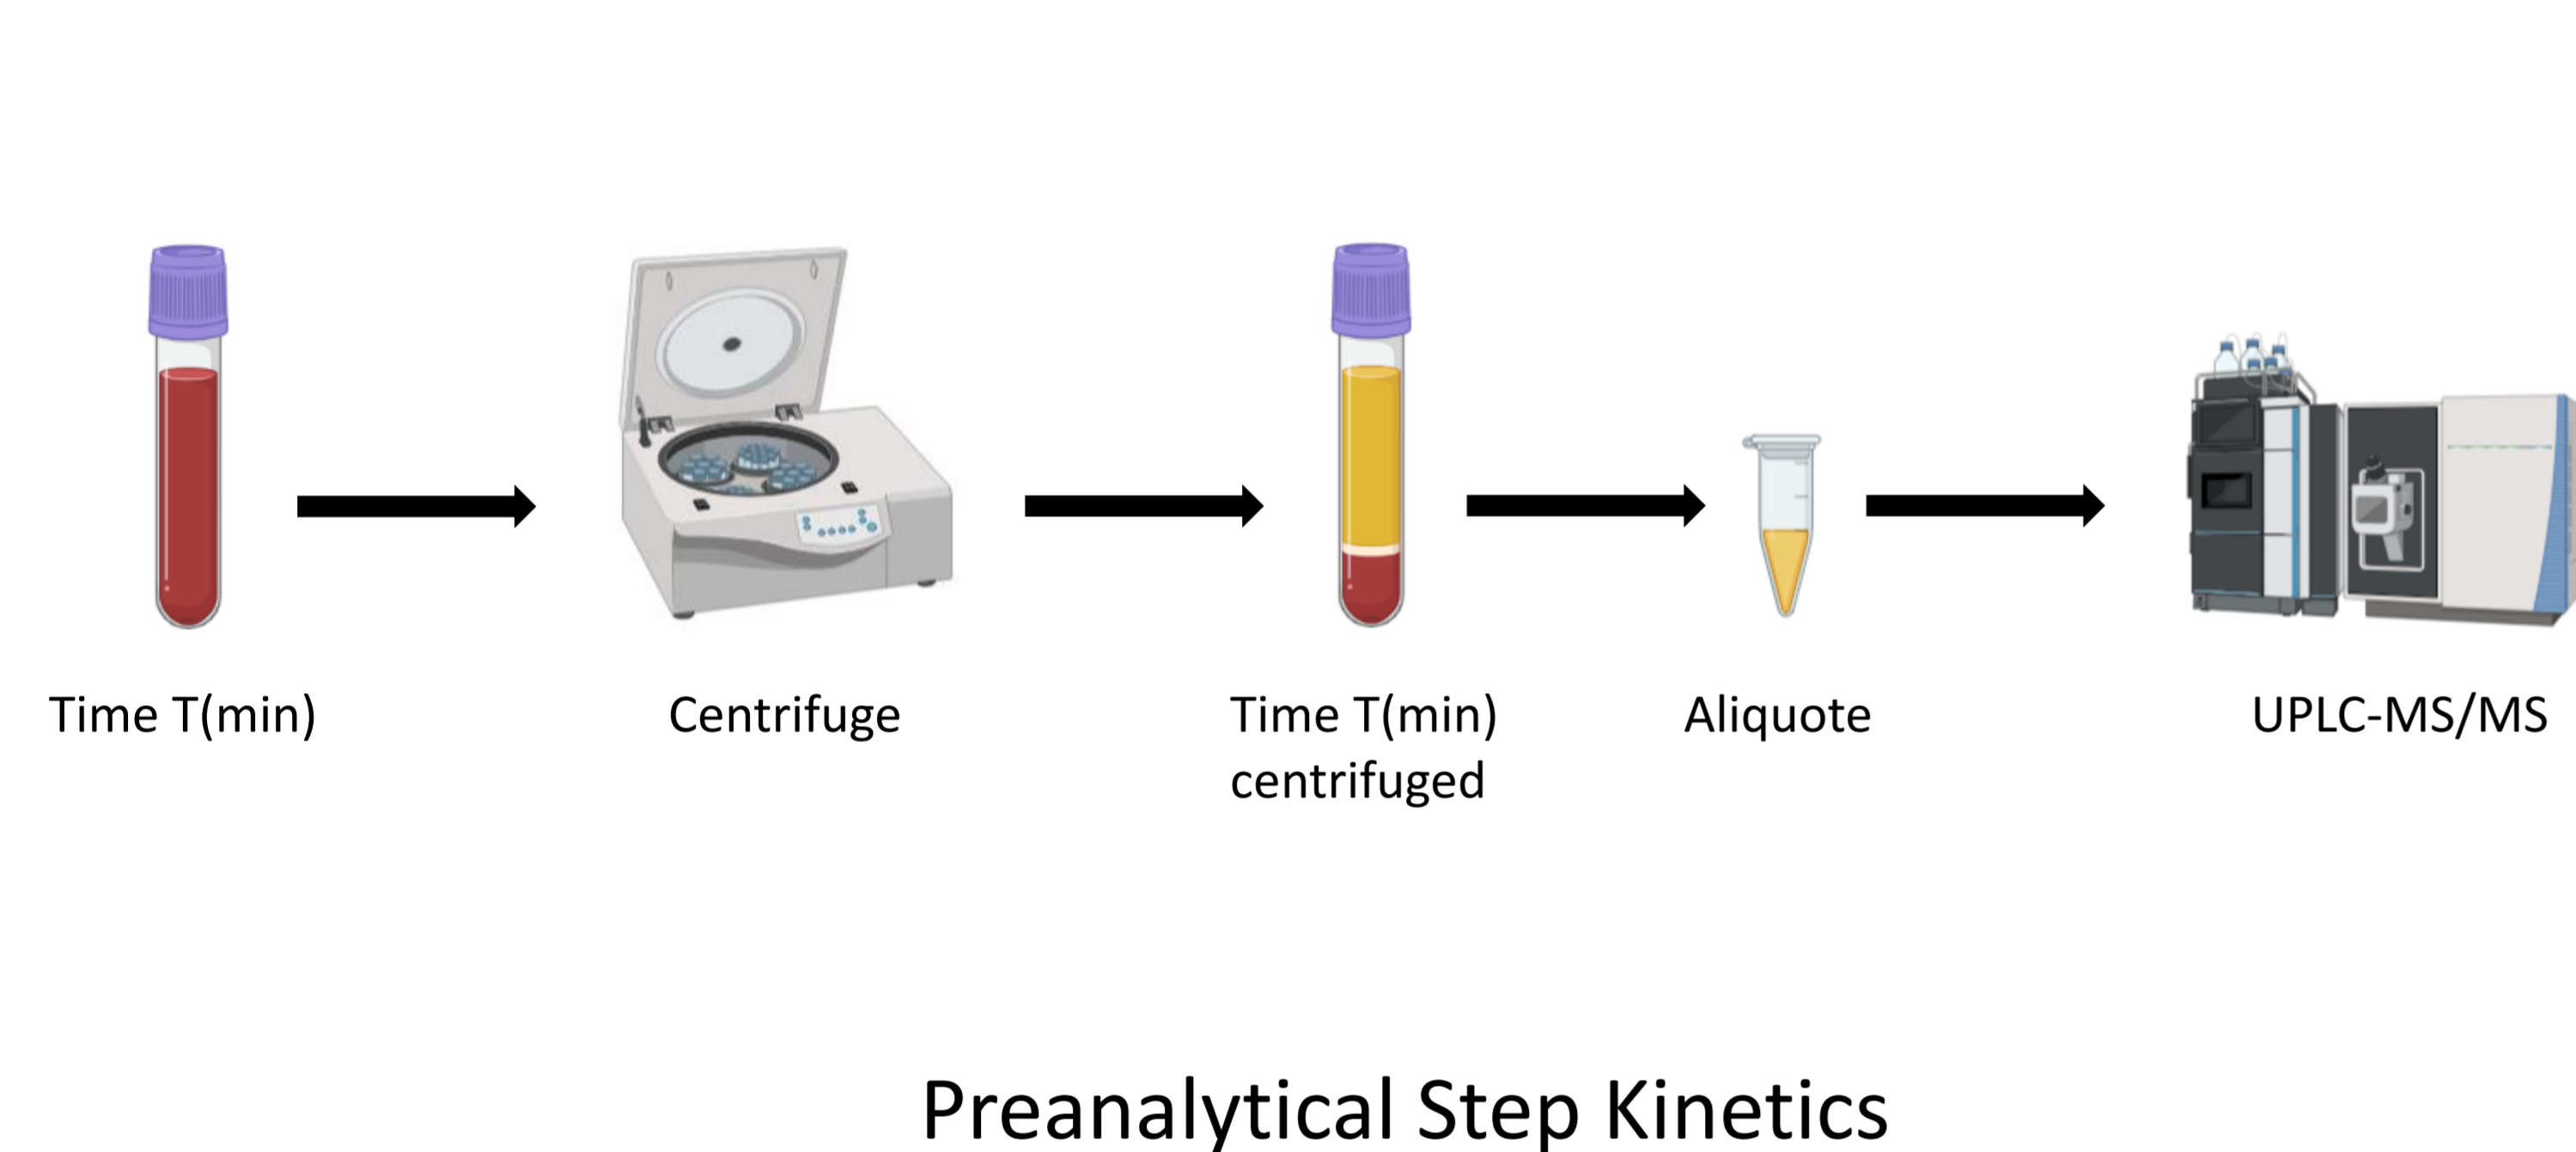 Time T(min)
Centrifuge
Time T(min)
centrifuged
Aliquote
UPLC-MS/MS
Preanalytical Step Kinetics